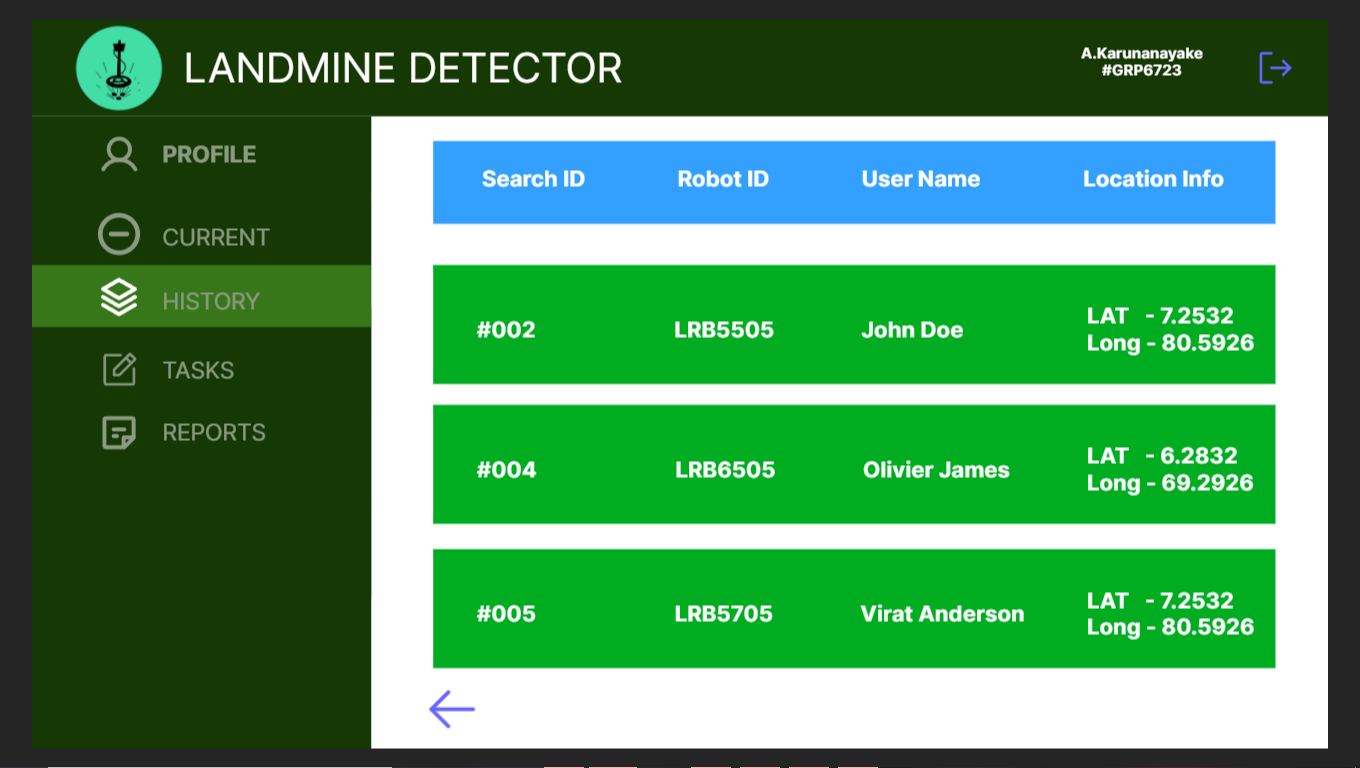 LANDMINE DETECTOR
A.Karunanayake
#GRP6723
PROFILE
CURRENT
HISTORY
TASKS
REPORTS
Search ID Robot ID User Name Location Info
#002 LRB5505 John Doe
LAT - 7.2532
Long - 80.5926
#004 LRB6505 Olivier James
LAT - 6.2832
Long - 69.2926
#005 LRB5705 Virat Anderson
LAT - 7.2532
Long - 80.5926